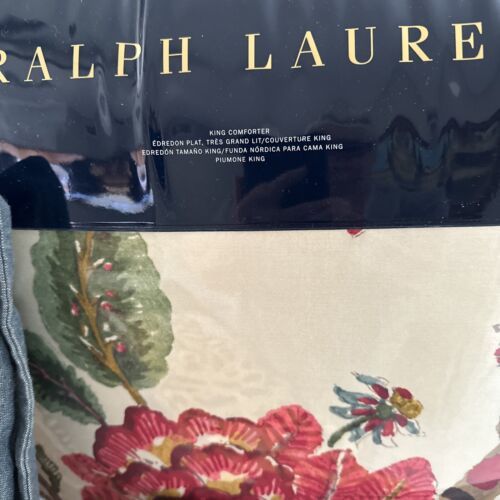 RALPH LAURE
KING COMFORTER
ÉDREDON PLAT, TRÈS GRAND LIT/COUVERTURE KING
EDREDÓN TAMAÑO KING/FUNDA NÓRDICA PARA CAMA KING
PIUMONE KING